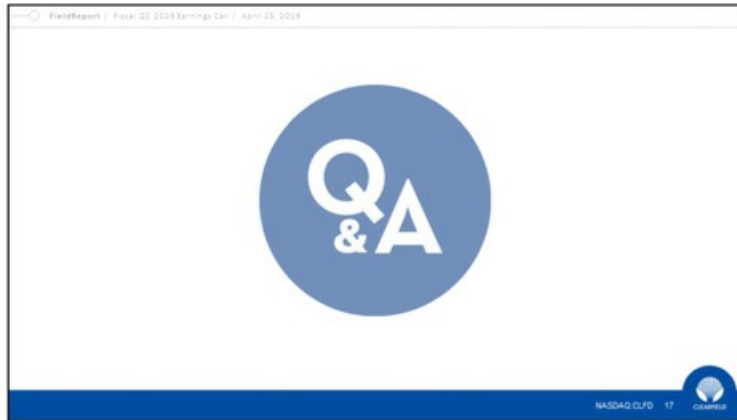 FieldReport / Fiscal Q2 2019 Earnings Call / April 25, 2019
Q
&A
NASDAQ:CLFD 17
CLEARFIELD